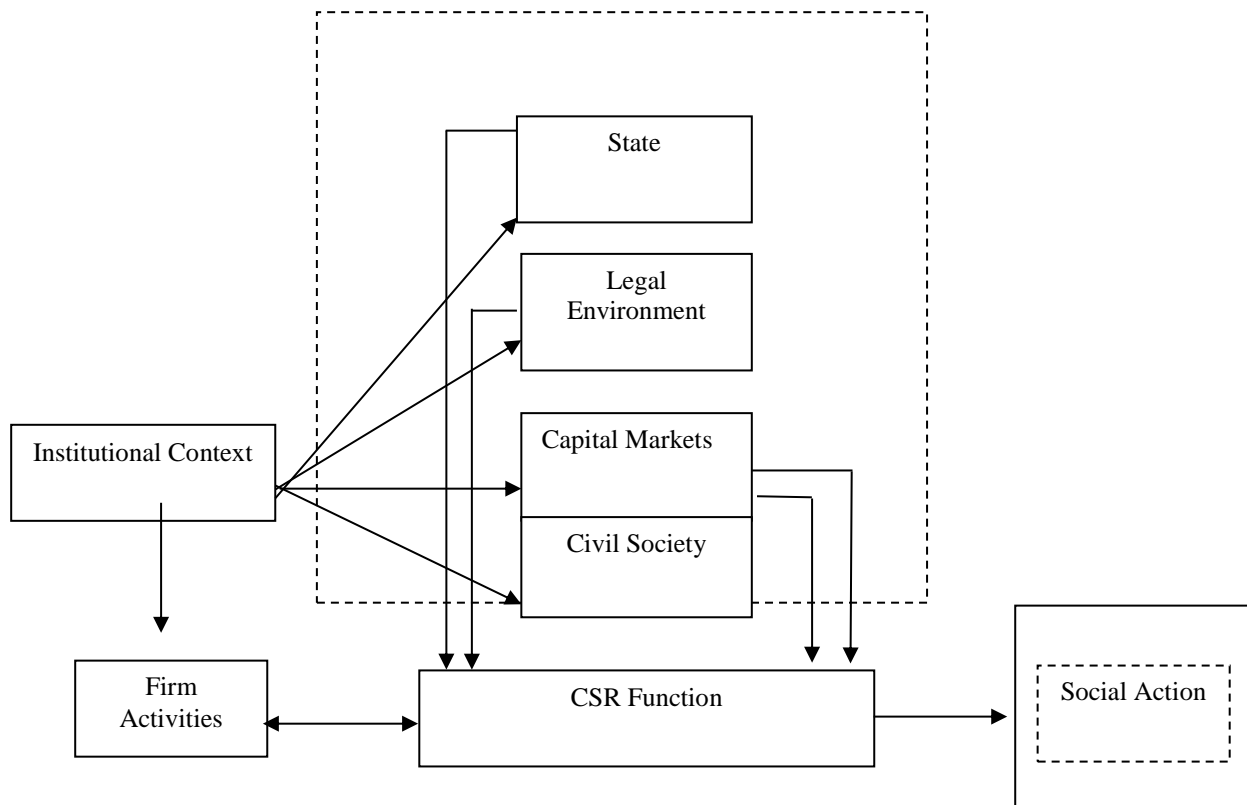 State
Legal
Environment
Institutional Context
Capital Markets
Civil Society
Firm
Activities
CSR Function
Social Action